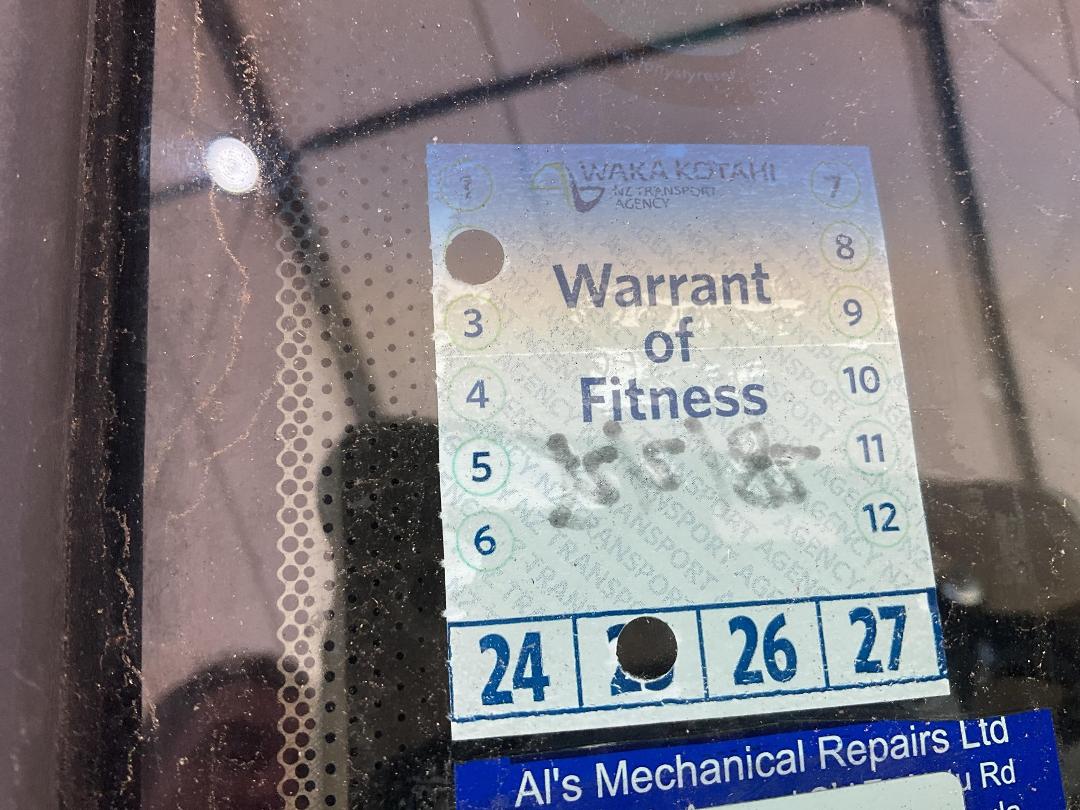 WAKA KOTAHI
NZ TRANSPORT
AGENCY
1
7
8
Warrant
of
Fitness
3
9
4
10
5
11
6
12
24
26
27
Al's Mechanical Repairs Ltd
Rd